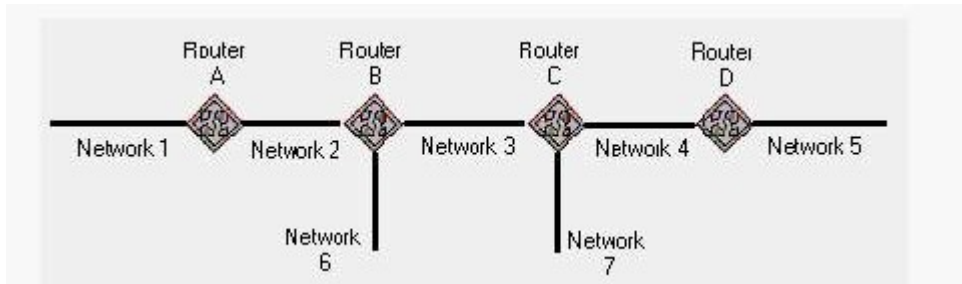 Router
A
Router
B
Router
C
Router
D
Network 1
Network 2
Network 3
Network 4
Network 5
Network
6
Network
7